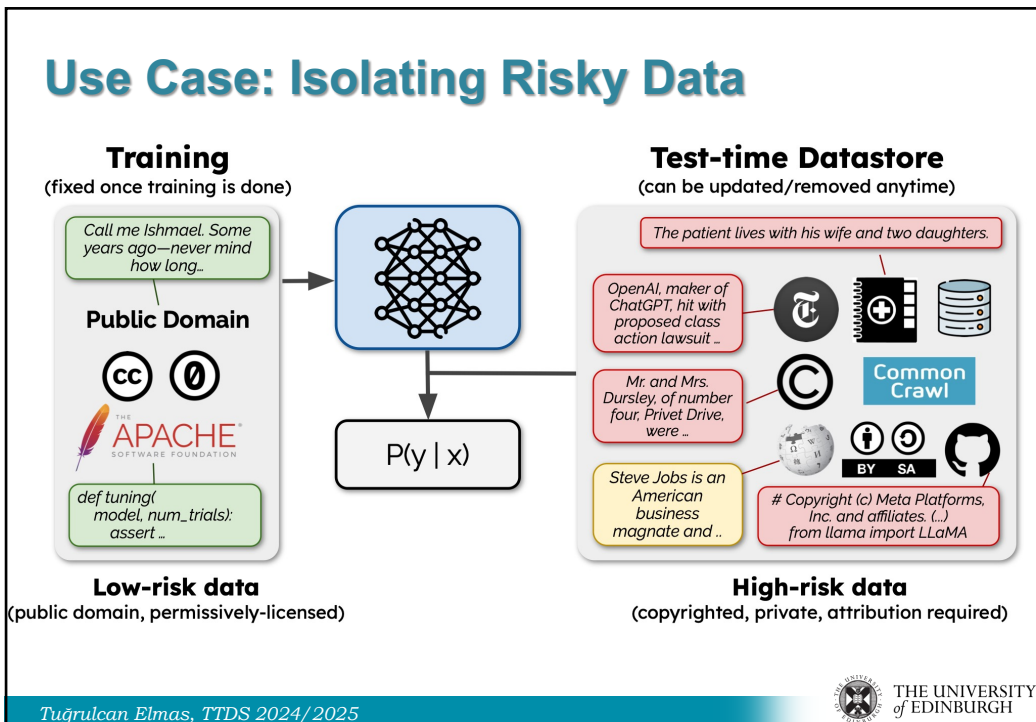 Use Case: Isolating Risky Data
Training
(fixed once training is done)
Call me Ishmael. Some
years ago—never mind
how long…
Public Domain
cc
0
THE
APACHE®
SOFTWARE FOUNDATION
def tuning(
model, num_trials):
assert …
Low-risk data
(public domain, permissively-licensed)
P(y | x)
Test-time Datastore
(can be updated/removed anytime)
The patient lives with his wife and two daughters.
OpenAI, maker of
ChatGPT, hit with
proposed class
action lawsuit …
T
Mr. and Mrs.
Dursley, of number
four, Privet Drive,
were …
C
Common
Crawl
BY SA
Steve Jobs is an
American
business
magnate and ..
# Copyright (c) Meta Platforms,
Inc. and affiliates. (...)
from llama import LLaMA
High-risk data
(copyrighted, private, attribution required)
Tuğrulcan Elmas, TTDS 2024/2025
THE UNIVERSITY
of EDINBURGH